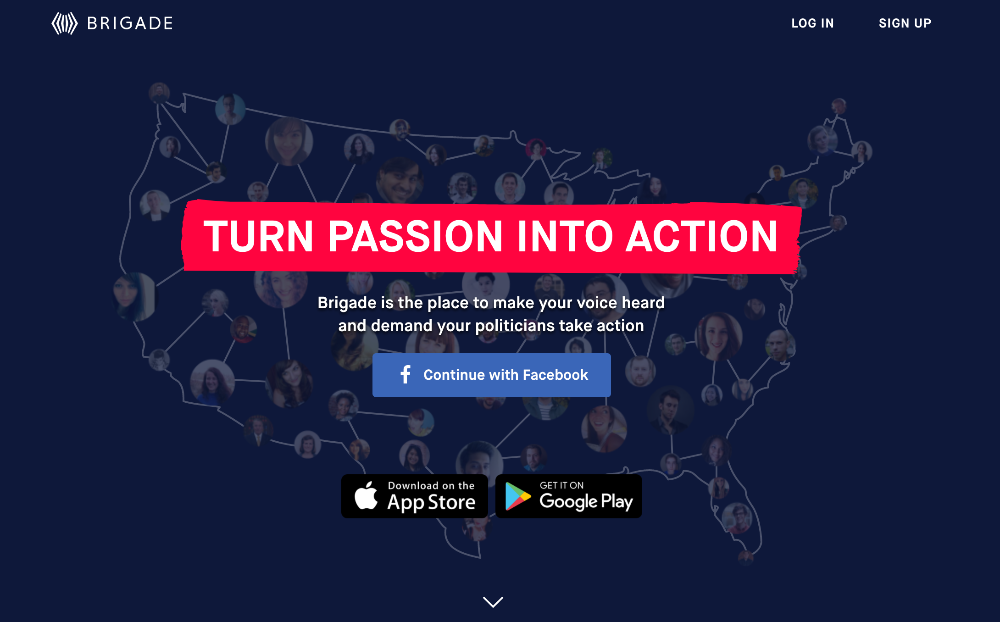 BRIGADE
LOG IN
SIGN UP
TURN PASSION INTO ACTION
Brigade is the place to make your voice heard
and demand your politicians take action
f Continue with Facebook
Download on the
App Store
GET IT ON
Google Play